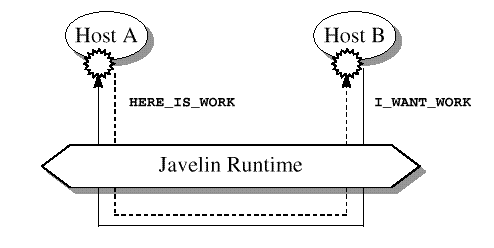 Host A
Host B
HERE_IS_WORK
I_WANT_WORK
Javelin Runtime